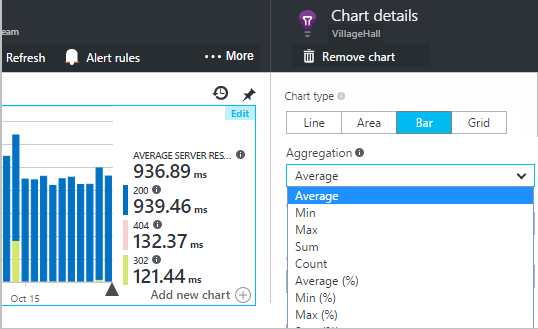 eam
Refresh
Alert rules
More
Edit
AVERAGE SERVER RES...
936.89 ms
200
939.46 ms
404
132.37 ms
302
121.44 ms
Oct 15
Add new chart
Chart details
VillageHall
Remove chart
Chart type
Line
Area
Bar
Grid
Aggregation
Average
Average
Min
Max
Sum
Count
Average (%)
Min (%)
Max (%)